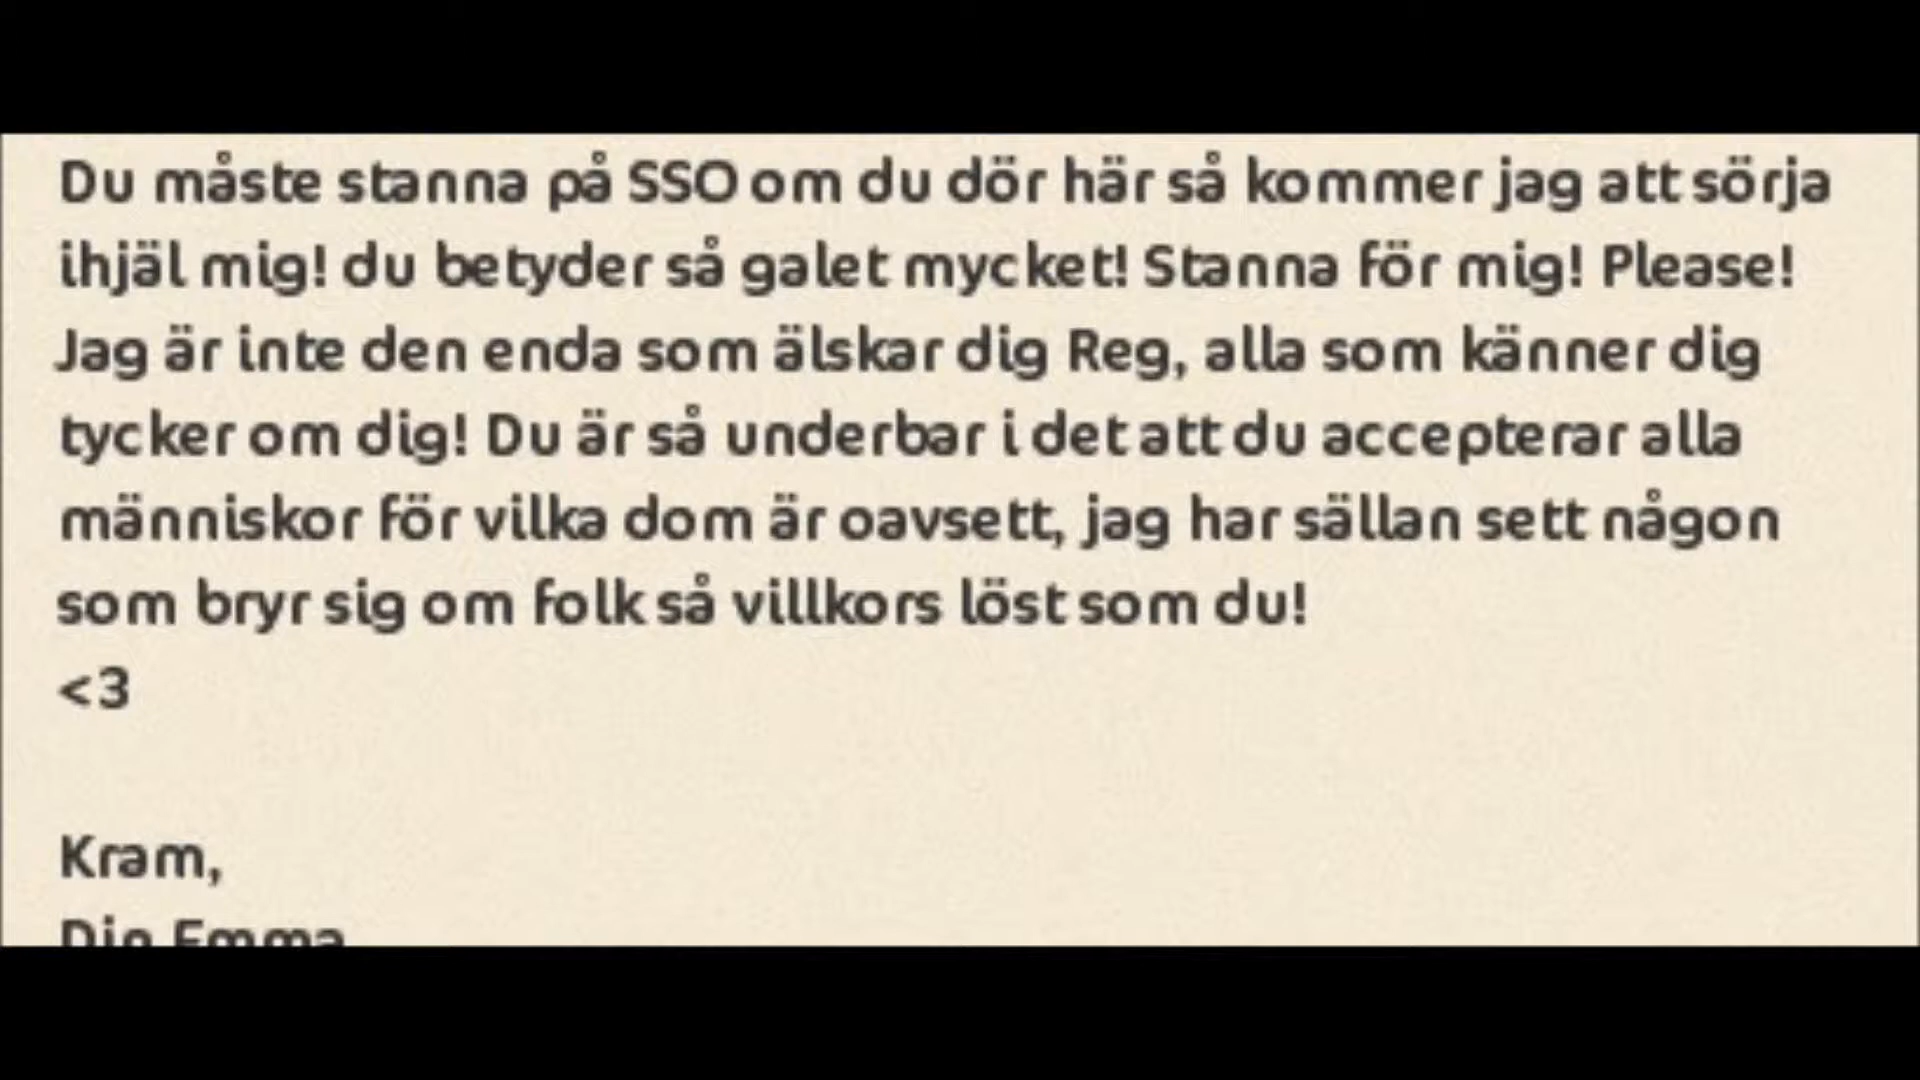 Du måste stanna på SSO om du dör här så kommer jag att sörja
ihjäl mig! du betyder så galet mycket! Stanna för mig! Please!
Jag är inte den enda som älskar dig Reg, alla som känner dig
tycker om dig! Du är så underbar i det att du accepterar alla
människor för vilka dom är oavsett, jag har sällan sett någon
som bryr sig om folk så villkors löst som du!
<3
Kram,
Din Emma